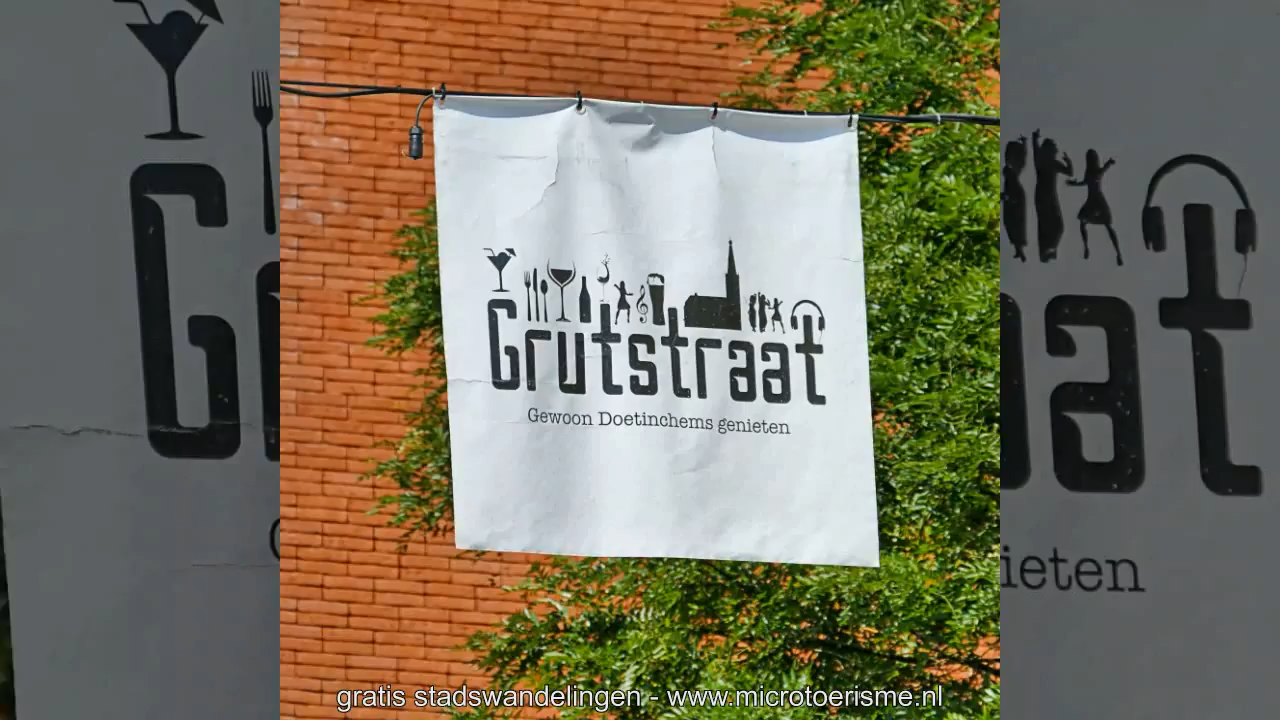 Grutstraat
Gewoon Doetinchems genieten
gratis stadswandelingen - www.microtoerisme.nl